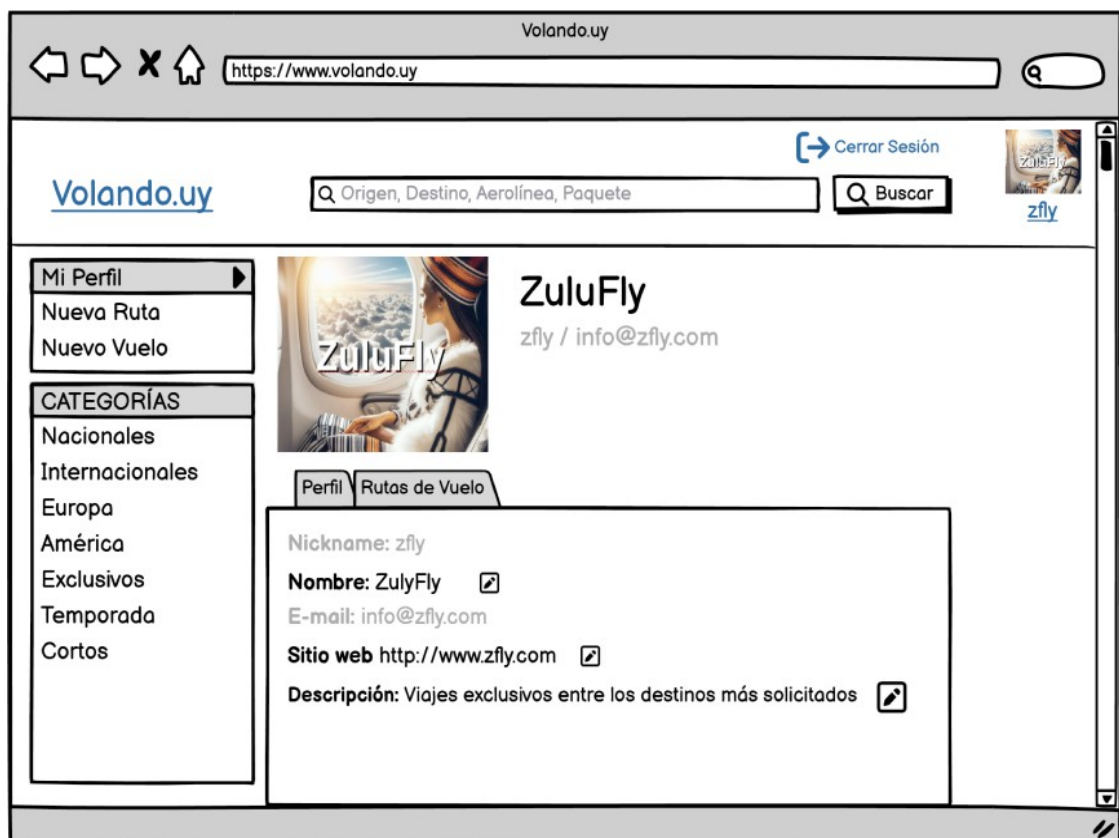 Volando.uy
https://www.volando.uy
Cerrar Sesión
ZuluFly
Volando.uy
Origen, Destino, Aerolínea, Paquete
Buscar
zfly
Mi Perfil
Nueva Ruta
Nuevo Vuelo
CATEGORÍAS
Nacionales
Internacionales
Europa
América
Exclusivos
Temporada
Cortos
ZuluFly
ZuluFly
zfly / info@zfly.com
Perfil
Rutas de Vuelo
Nickname: zfly
Nombre: ZulyFly
E-mail: info@zfly.com
Sitio web http://www.zfly.com
Descripción: Viajes exclusivos entre los destinos más solicitados